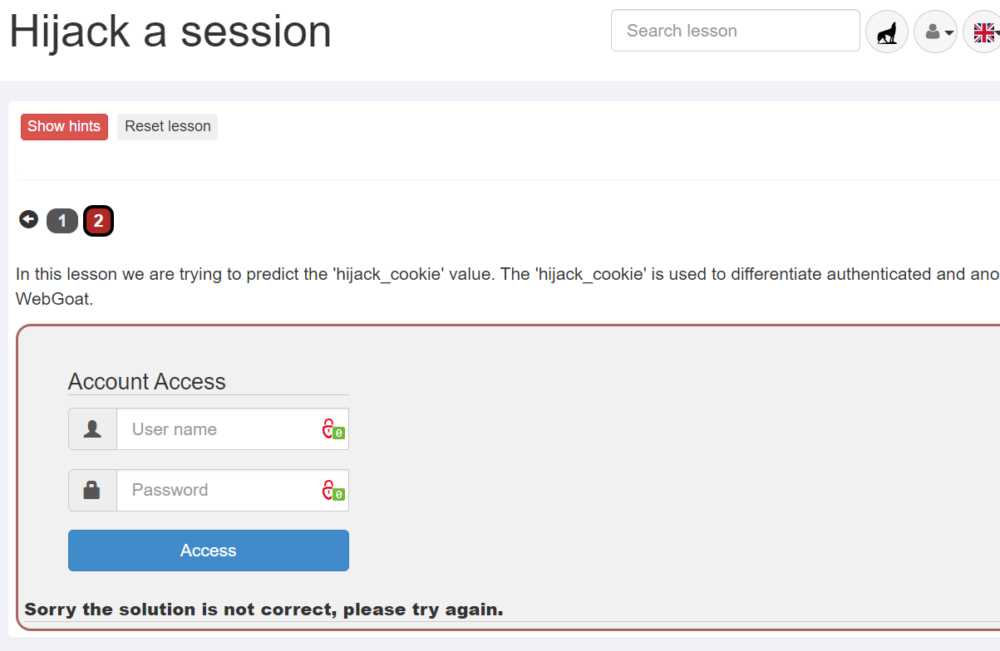 Hijack a session
Search lesson
Show hints
Reset lesson
1
2
In this lesson we are trying to predict the 'hijack_cookie' value. The 'hijack_cookie' is used to differentiate authenticated and ano
WebGoat.
Account Access
User name
0
Password
0
Access
Sorry the solution is not correct, please try again.